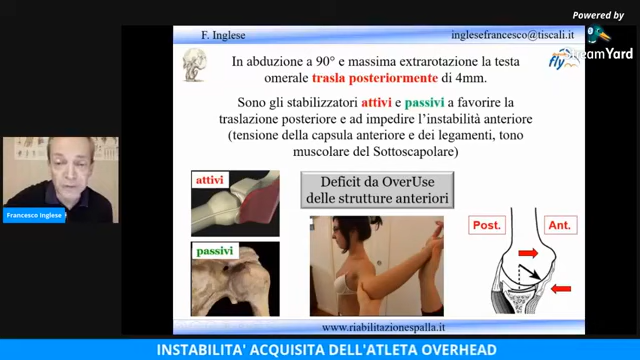 Powered by
StreamYard
F. Inglese
inglesefrancesco@tiscali.it
fly
In abduzione a 90° e massima extrarotazione la testa
omerale trasla posteriormente di 4mm.
Sono gli stabilizzatori attivi e passivi a favorire la
traslazione posteriore e ad impedire l’instabilità anteriore
(tensione della capsula anteriore e dei legamenti, tono
muscolare del Sottoscapolare)
attivi
Deficit da OverUse
delle strutture anteriori
Post.
Ant.
Francesco Inglese
passivi
www.riabilitazionespalla.it
INSTABILITA' ACQUISITA DELL'ATLETA OVERHEAD